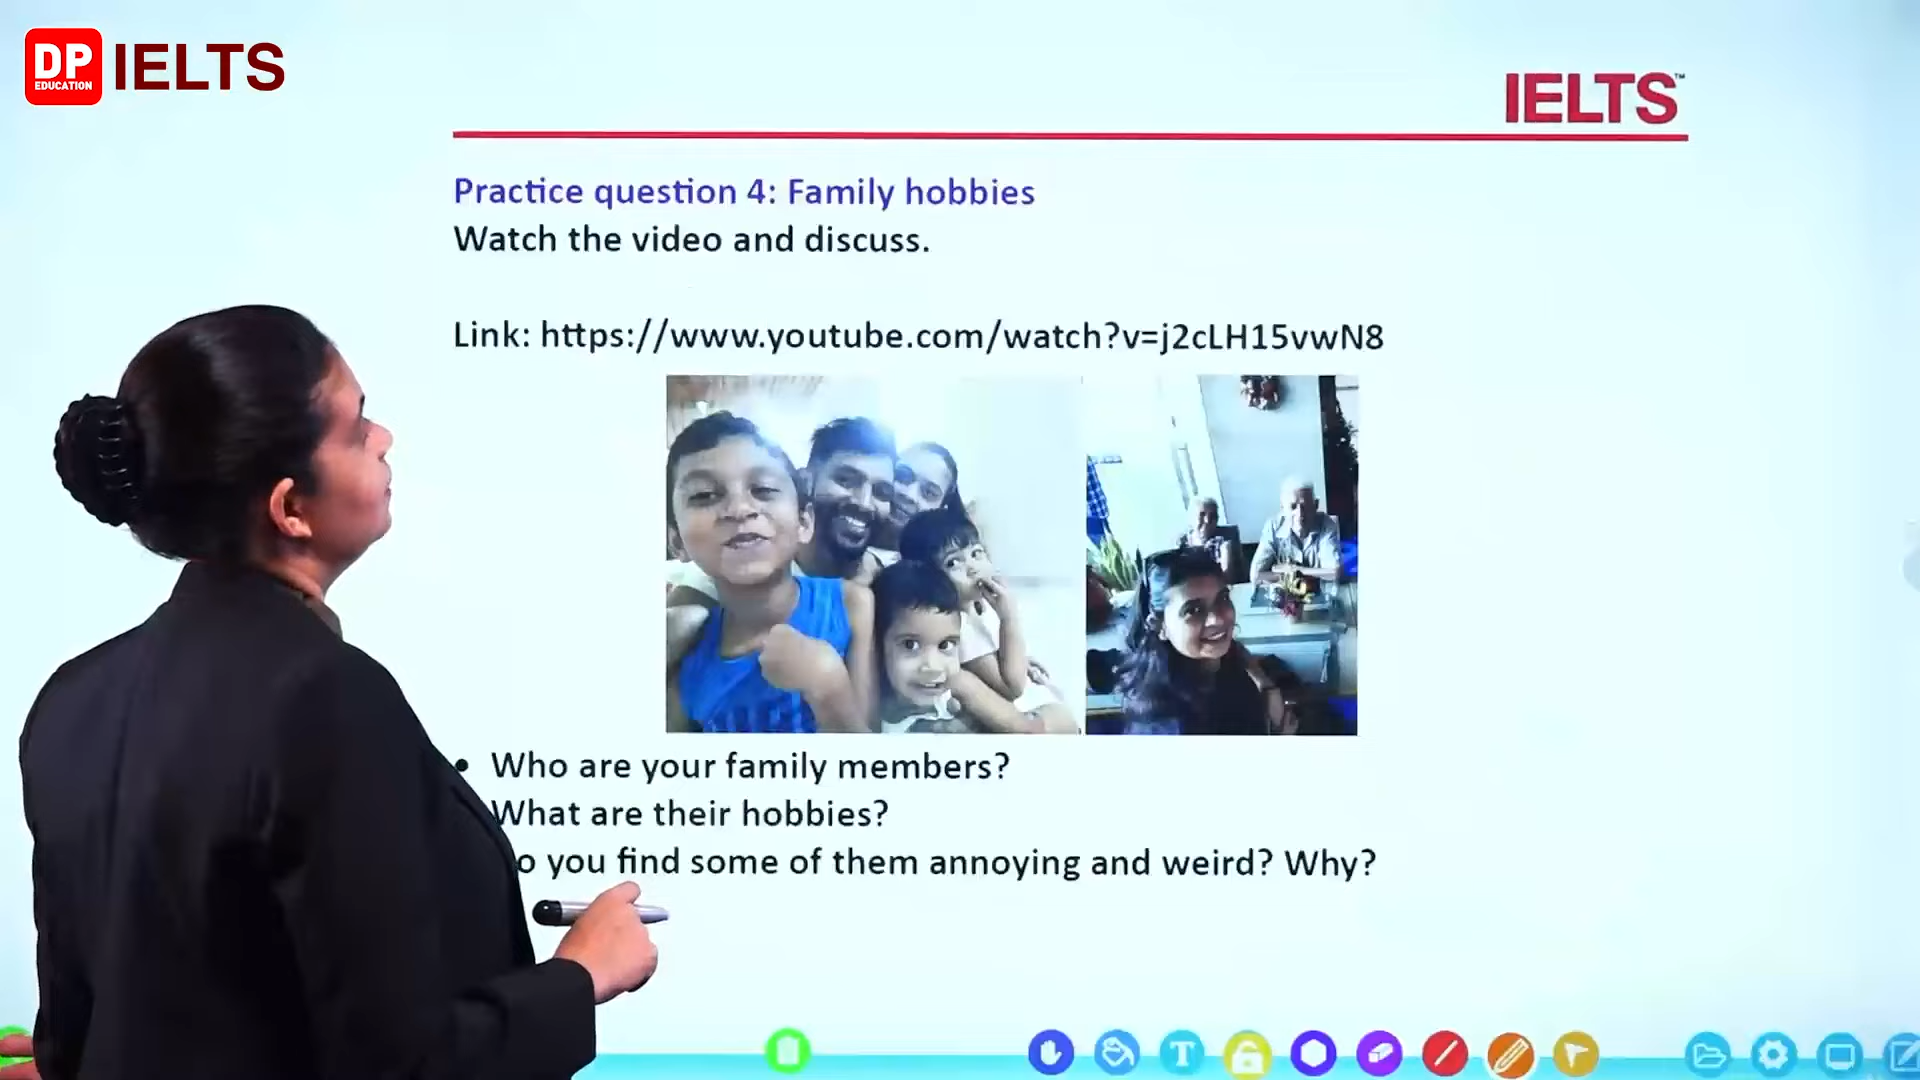 DP
EDUCATION
IELTS
IELTS™
Practice question 4: Family hobbies
Watch the video and discuss.
Link: https://www.youtube.com/watch?v=j2cLH15vwN8
• Who are your family members?
What are their hobbies?
o you find some of them annoying and weird? Why?
T